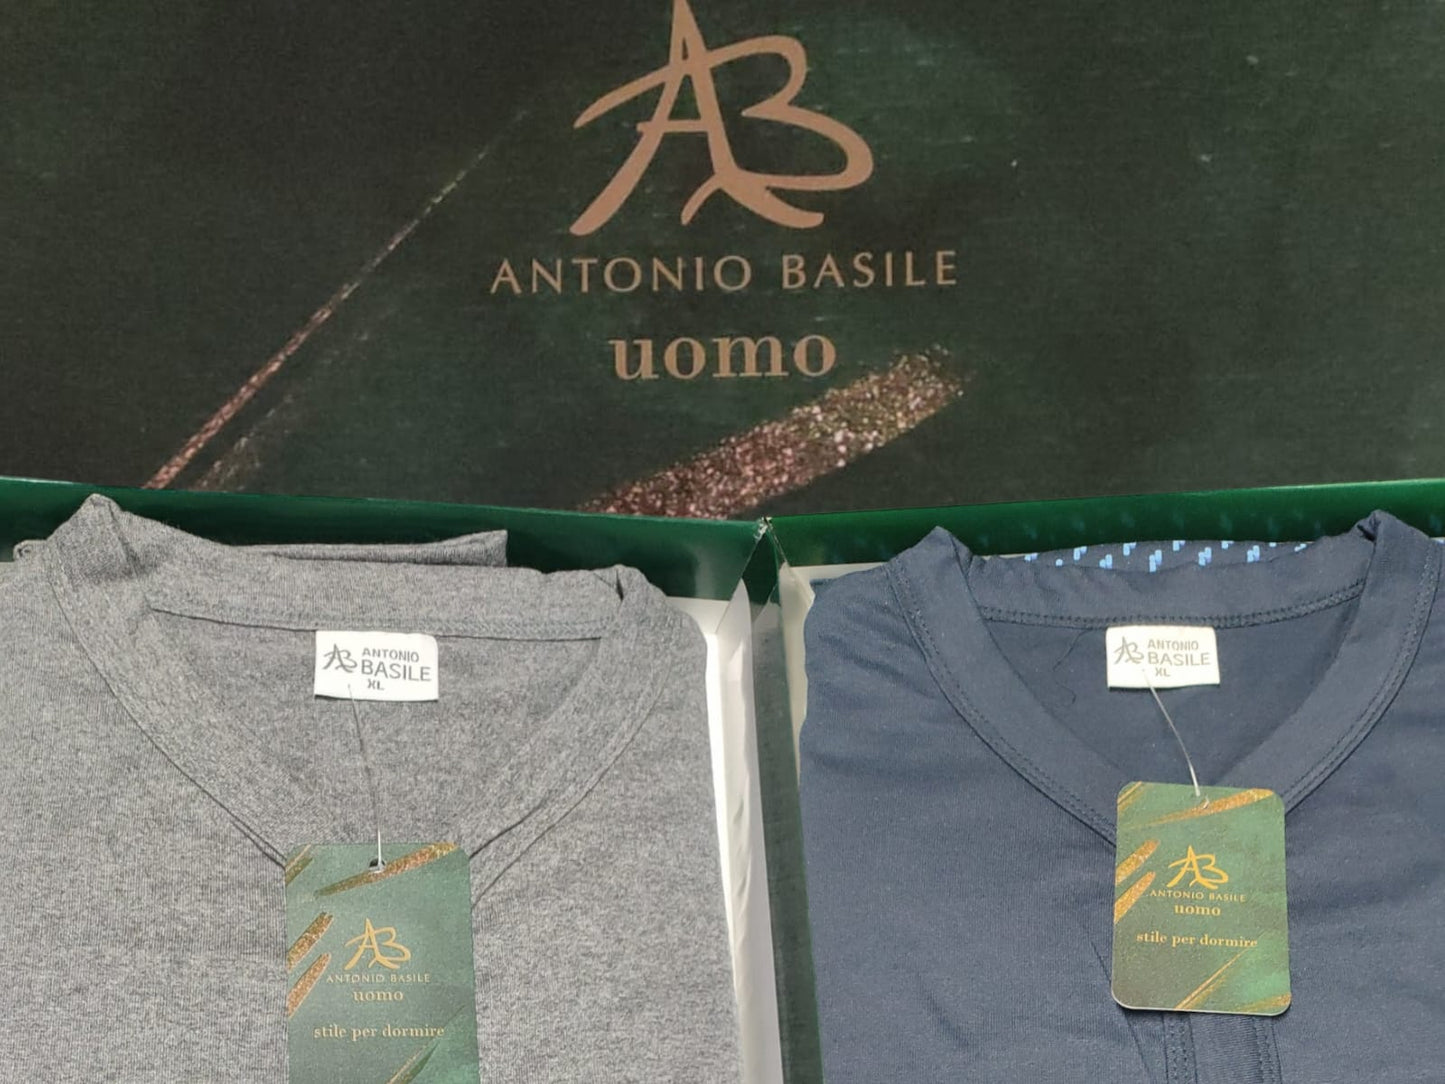 AB
ANTONIO BASILE
uomo
AB ANTONIO
BASILE
XL
AB
ANTONIO BASILE
uomo
stile per dormire
AB ANTONIO
BASILE
XL
AB
ANTONIO BASILE
uomo
stile per dormire